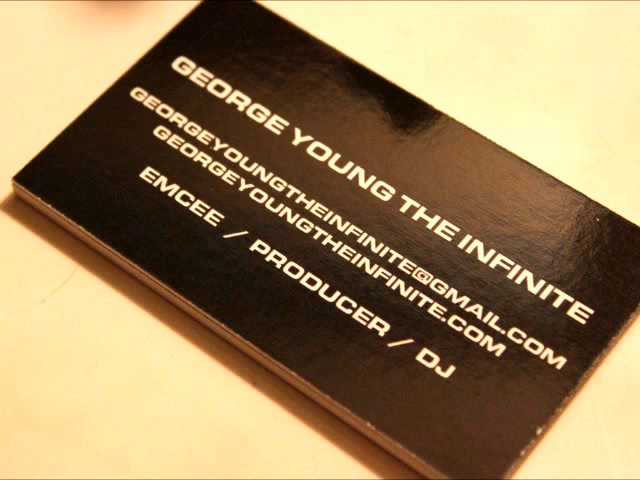 GEORGE YOUNG THE INFINITE
GEORGEYOUNGTHEINFINITE@GMAIL.COM
GEORGEYOUNGTHEINFINITE.COM
EMCEE / PRODUCER / DJ